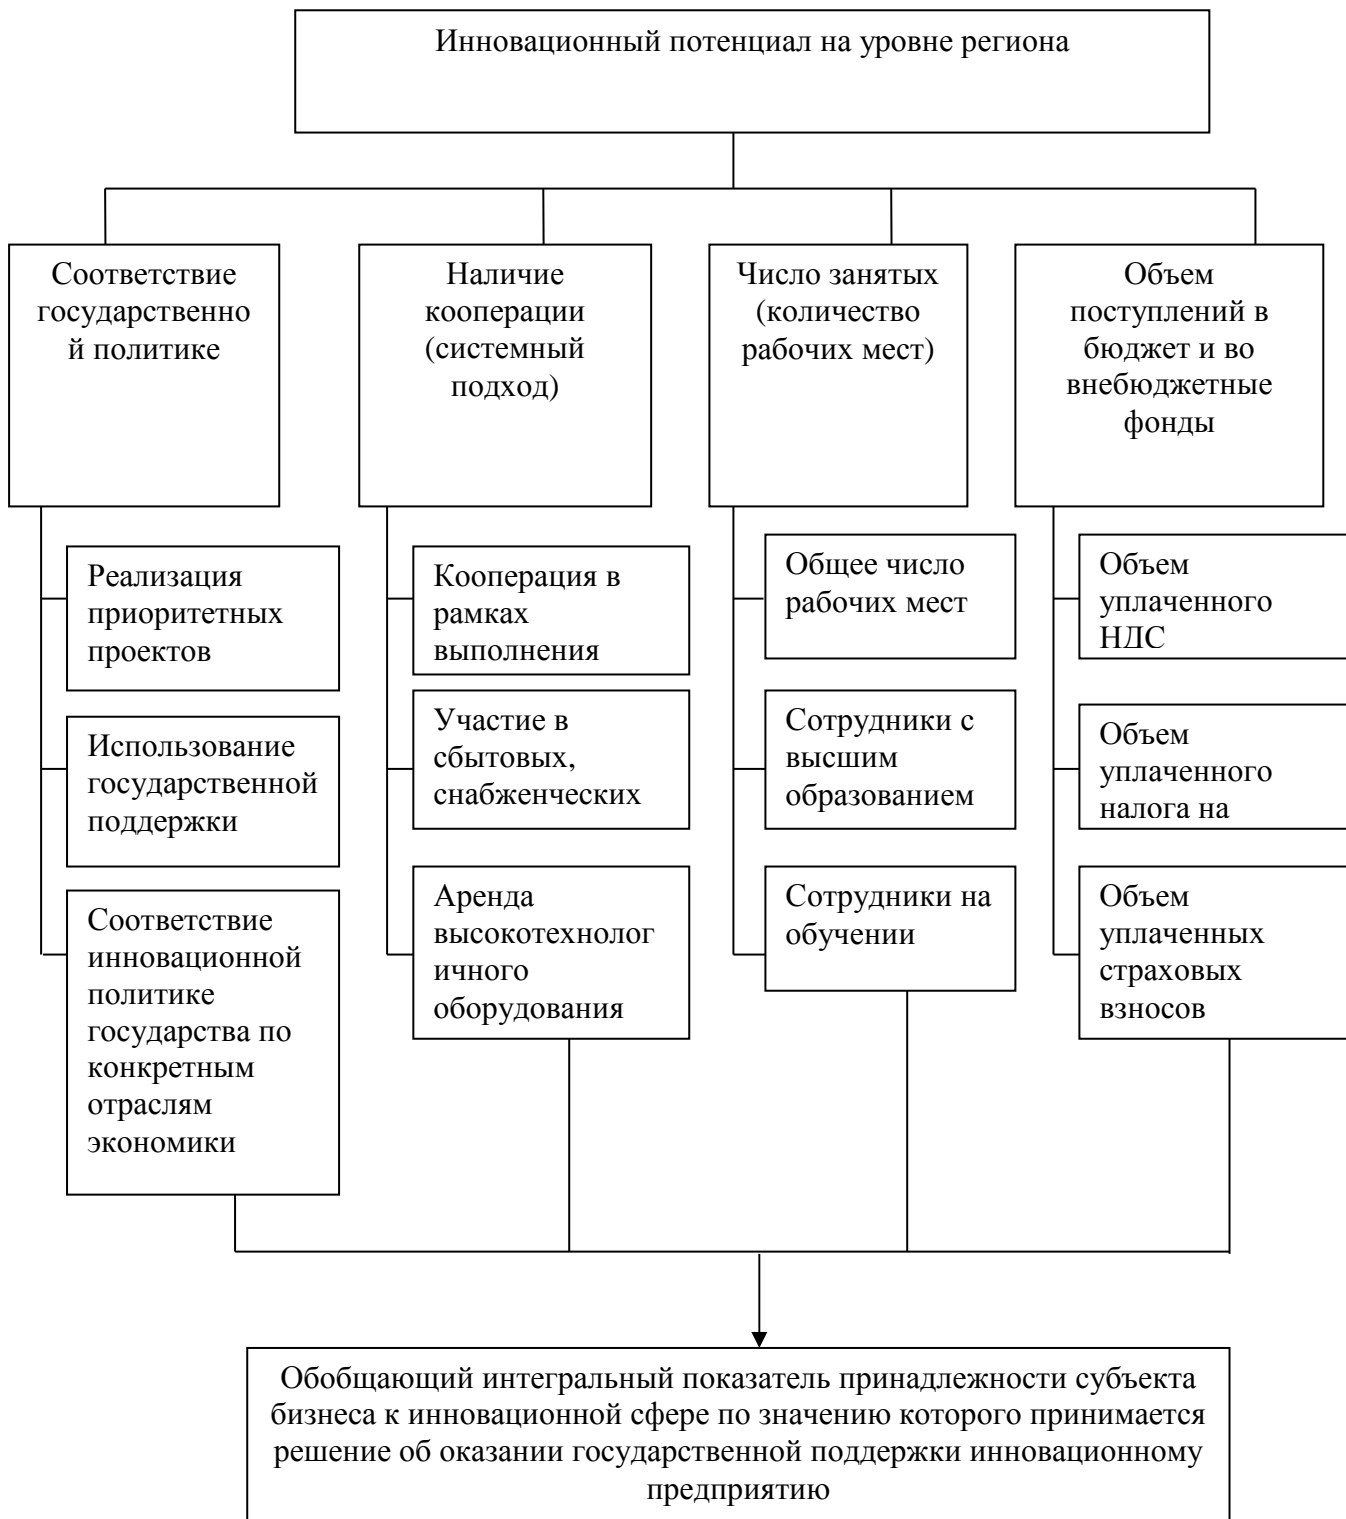 Инновационный потенциал на уровне региона
Соответствие
государственно
й политике
Наличие
кооперации
(системный
подход)
Число занятых
(количество
рабочих мест)
Объем
поступлений в
бюджет и во
внебюджетные
фонды
Реализация
приоритетных
проектов
Использование
государственной
поддержки
Соответствие
инновационной
политике
государства по
конкретным
отраслям
экономики
Кооперация в
рамках
выполнения
Участие в
сбытовых,
снабженческих
Аренда
высокотехнолог
ичного
оборудования
Общее число
рабочих мест
Сотрудники с
высшим
образованием
Сотрудники на
обучении
Объем
уплаченного
НДС
Объем
уплаченного
налога на
Объем
уплаченных
страховых
взносов
Обобщающий интегральный показатель принадлежности субъекта
бизнеса к инновационной сфере по значению которого принимается
решение об оказании государственной поддержки инновационному
предприятию